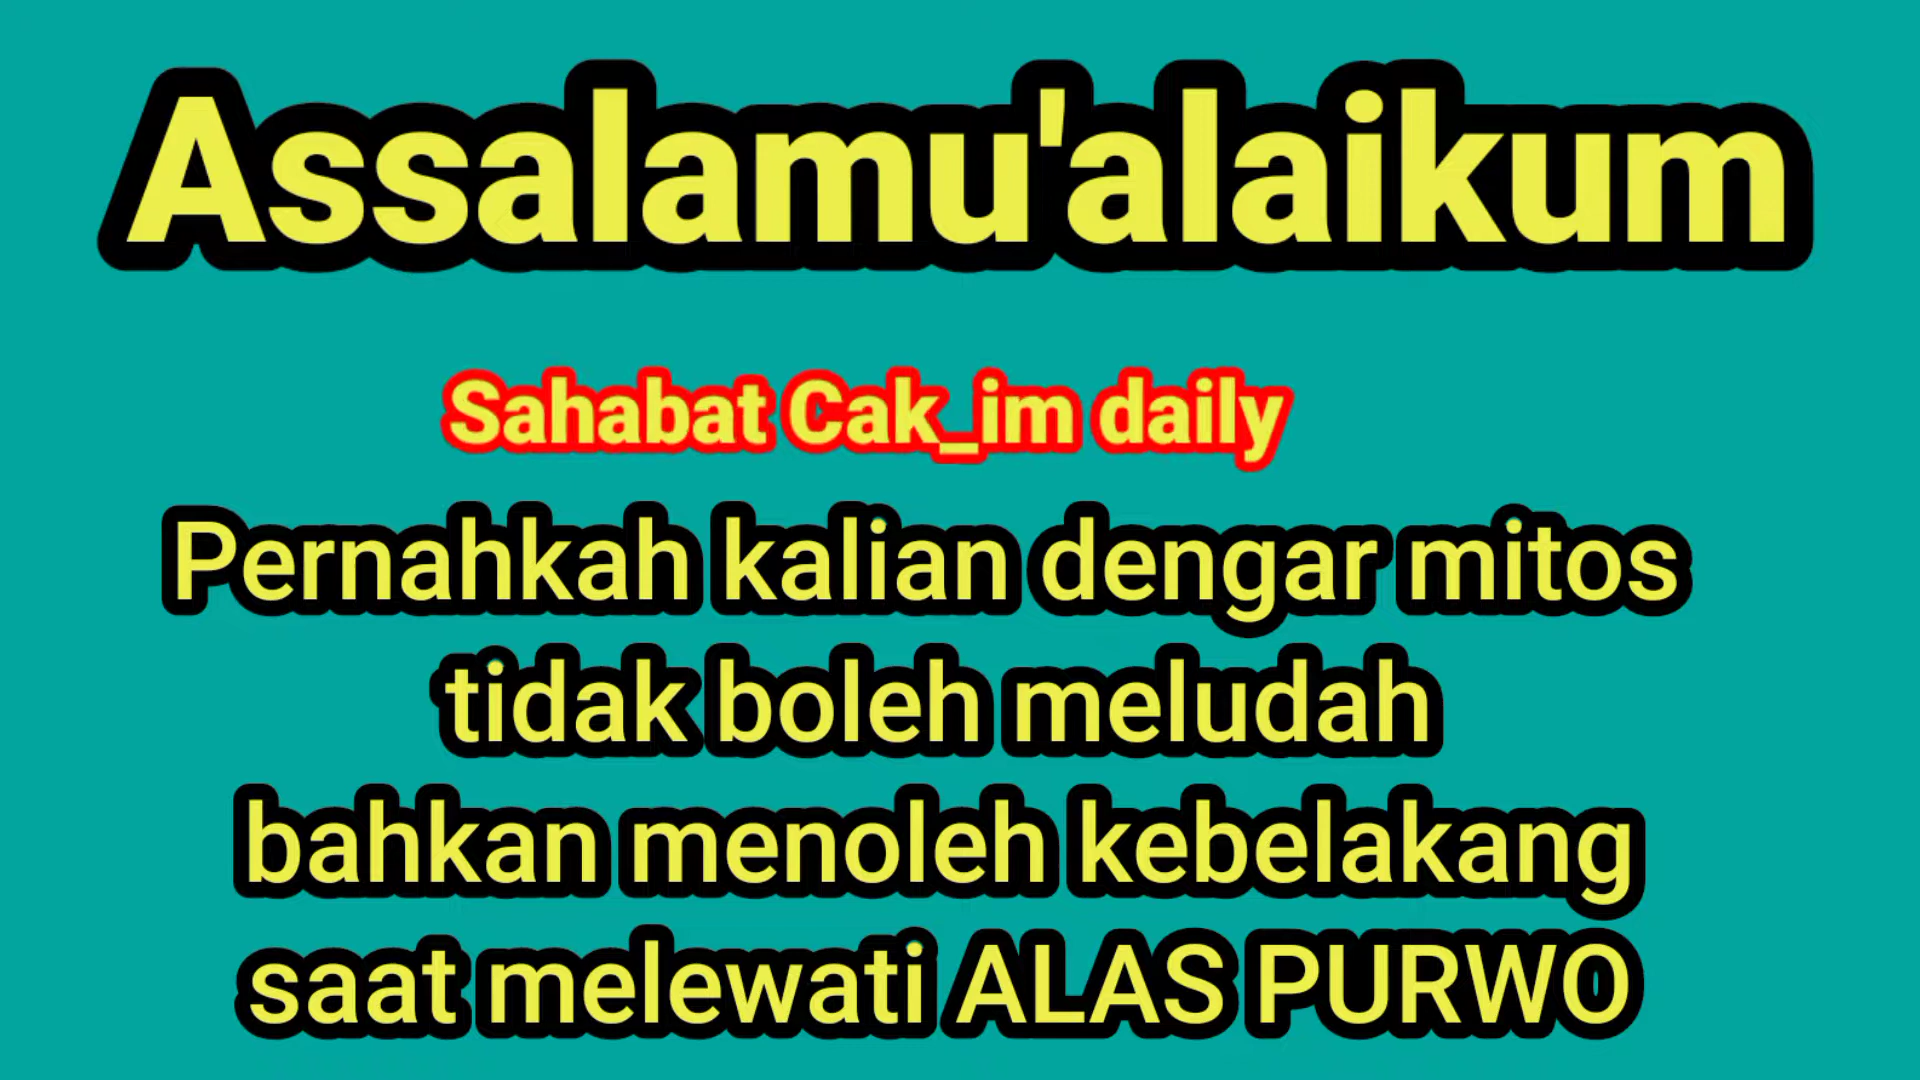 Assalamu'alaikum
Sahabat Cak_im daily
Pernahkah kalian dengar mitos
tidak boleh meludah
bahkan menoleh kebelakang
saat melewati ALAS PURWO